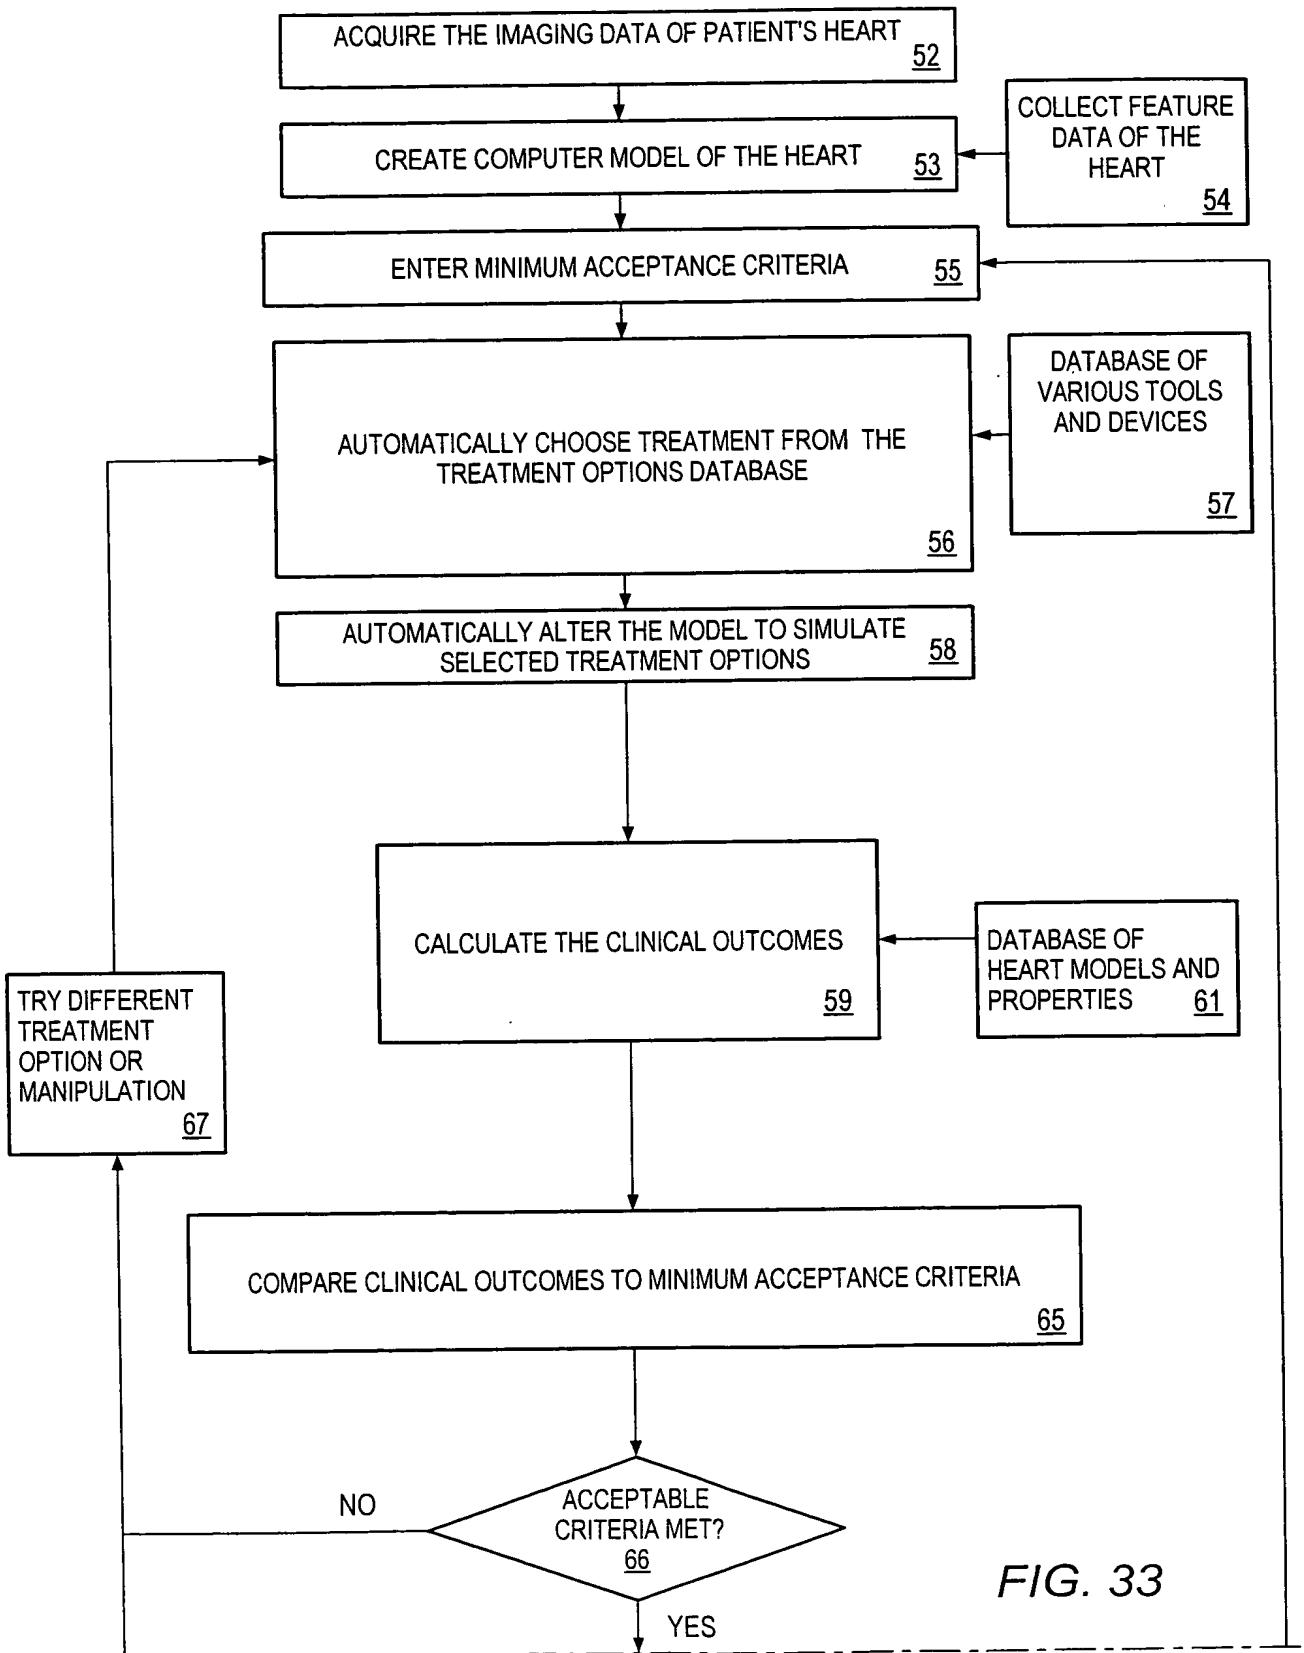 ACQUIRE THE IMAGING DATA OF PATIENT'S HEART
52
CREATE COMPUTER MODEL OF THE HEART
53
COLLECT FEATURE
DATA OF THE
HEART
54
ENTER MINIMUM ACCEPTANCE CRITERIA
55
AUTOMATICALLY CHOOSE TREATMENT FROM THE
TREATMENT OPTIONS DATABASE
56
DATABASE OF
VARIOUS TOOLS
AND DEVICES
57
AUTOMATICALLY ALTER THE MODEL TO SIMULATE
SELECTED TREATMENT OPTIONS
58
CALCULATE THE CLINICAL OUTCOMES
59
DATABASE OF
HEART MODELS AND
PROPERTIES 61
TRY DIFFERENT
TREATMENT
OPTION OR
MANIPULATION
67
COMPARE CLINICAL OUTCOMES TO MINIMUM ACCEPTANCE CRITERIA
65
NO
ACCEPTABLE
CRITERIA MET?
66
YES
FIG. 33